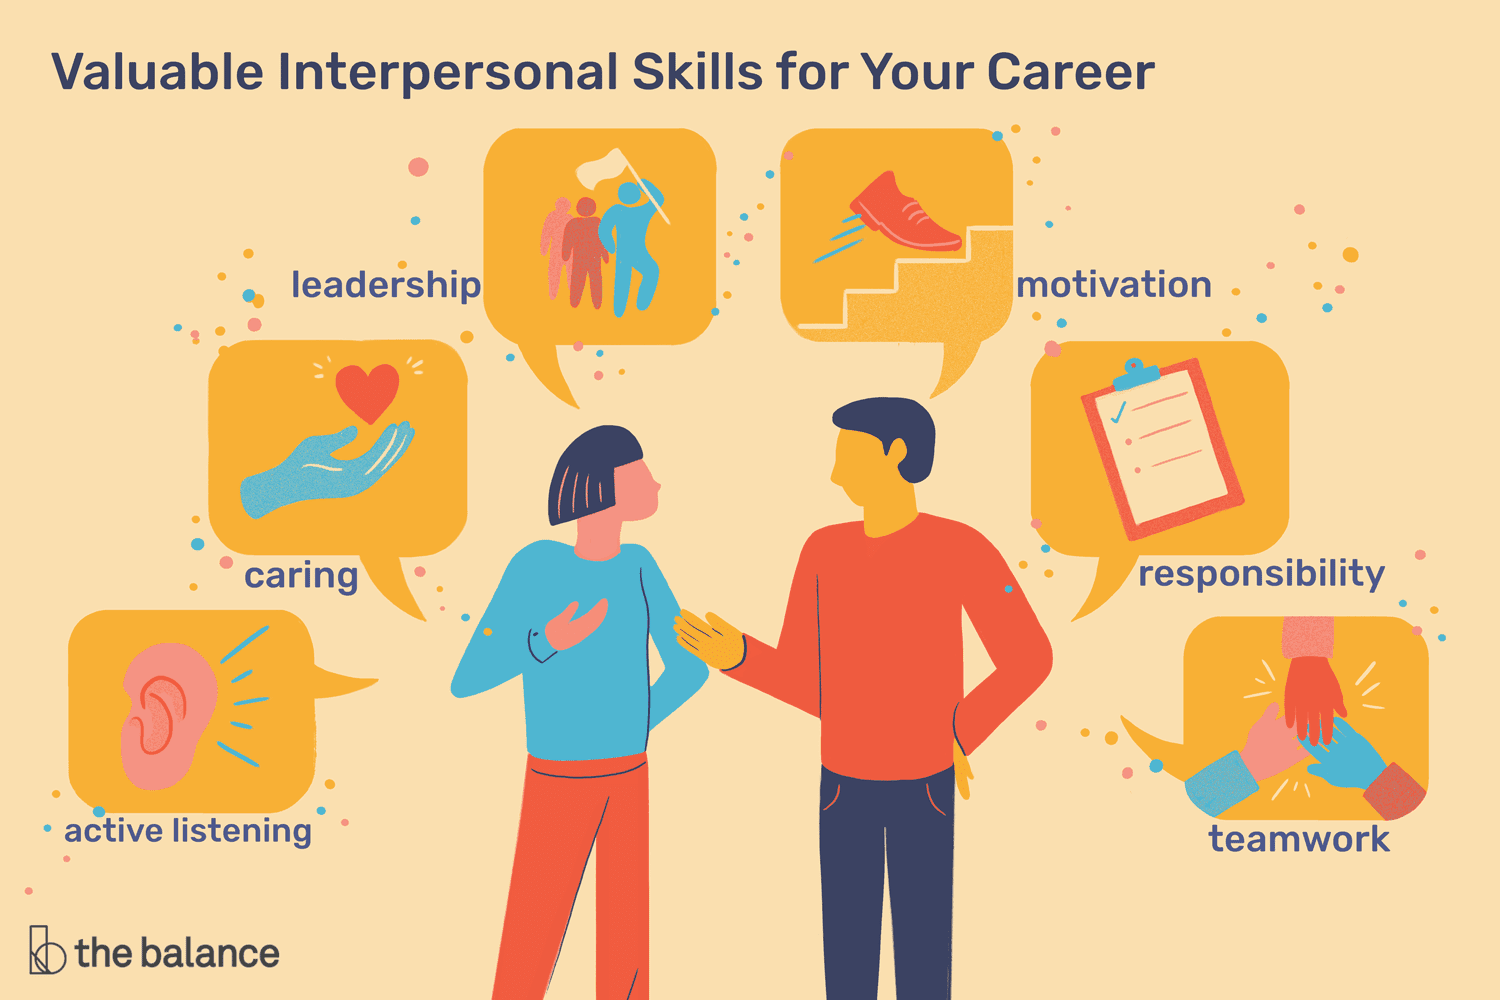 Valuable Interpersonal Skills for Your Career
leadership
motivation
caring
responsibility
active listening
teamwork
the balance